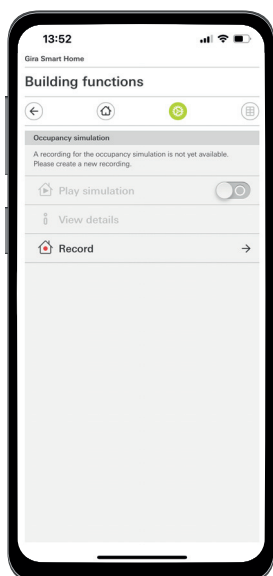 13:52
Gira Smart Home
Building functions
Occupancy simulation
A recording for the occupancy simulation is not yet available.
Please create a new recording.
Play simulation
View details
Record